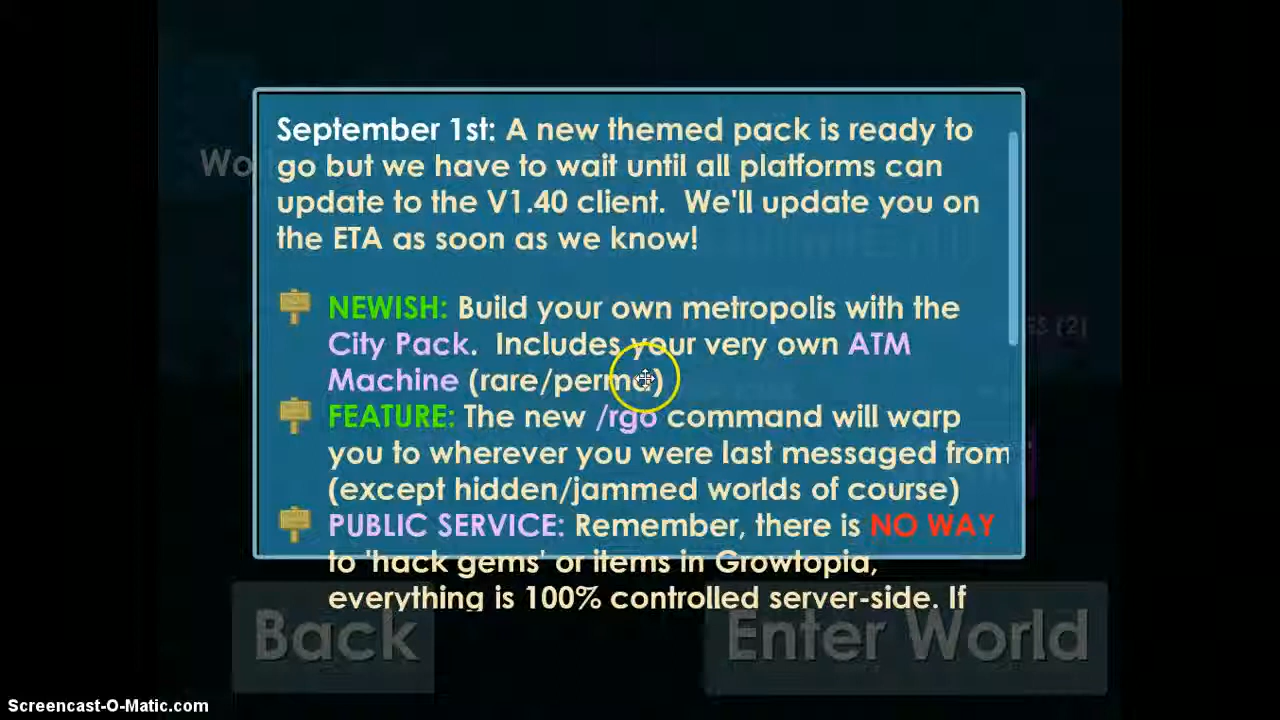 September 1st: A new themed pack is ready to
go but we have to wait until all platforms can
update to the V1.40 client.  We'll update you on
the ETA as soon as we know!
NEWISH: Build your own metropolis with the
City Pack.  Includes your very own ATM
Machine (rare/perma)
FEATURE: The new /rgo command will warp
you to wherever you were last messaged from
(except hidden/jammed worlds of course)
PUBLIC SERVICE: Remember, there is NO WAY
to 'hack gems' or items in Growtopia,
everything is 100% controlled server-side. If
Back
Enter World
Screencast-O-Matic.com